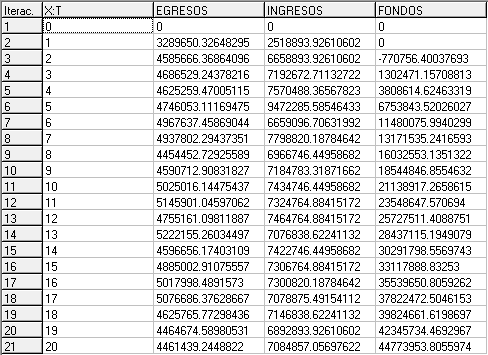 Iterac. X:T EGRESOS INGRESOS FONDOS
1 0 0 0 0
2 1 3289650.32648295 2518893.92610602 0
3 2 4585666.36864096 6658893.92610602 -770756.40037693
4 3 4686529.24378216 7192672.71132722 1302471.15708813
5 4 4625259.47005115 7570488.36567823 3808614.62463319
6 5 4746053.11169475 9472285.58546433 6753843.52026027
7 6 4967637.45869044 6659096.70631992 11480075.9940299
8 7 4937802.29437351 7798820.18784642 13171535.2416593
9 8 4454452.72925589 6966746.44958682 16032553.1351322
10 9 4590712.90831827 7184783.31871662 18544846.8554632
11 10 5025016.14475437 7434746.44958682 21138917.2658615
12 11 5145901.04597062 7324764.88415172 23548647.570694
13 12 4755161.09811887 7464764.88415172 25727511.4088751
14 13 5222155.26034497 7076838.62241132 28437115.1949079
15 14 4596656.17403109 7422746.44958682 30291798.5569743
16 15 4885002.91075557 7306764.88415172 33117888.83253
17 16 5017998.4891573 7300820.18784642 35539650.8059262
18 17 5076686.37628667 7078875.49154112 37822472.5046153
19 18 4625765.77298436 7146838.62241132 39824661.6198697
20 19 4464674.58980531 6892893.92610602 42345734.4692967
21 20 4461439.2448822 7084857.05697622 44773953.8055974